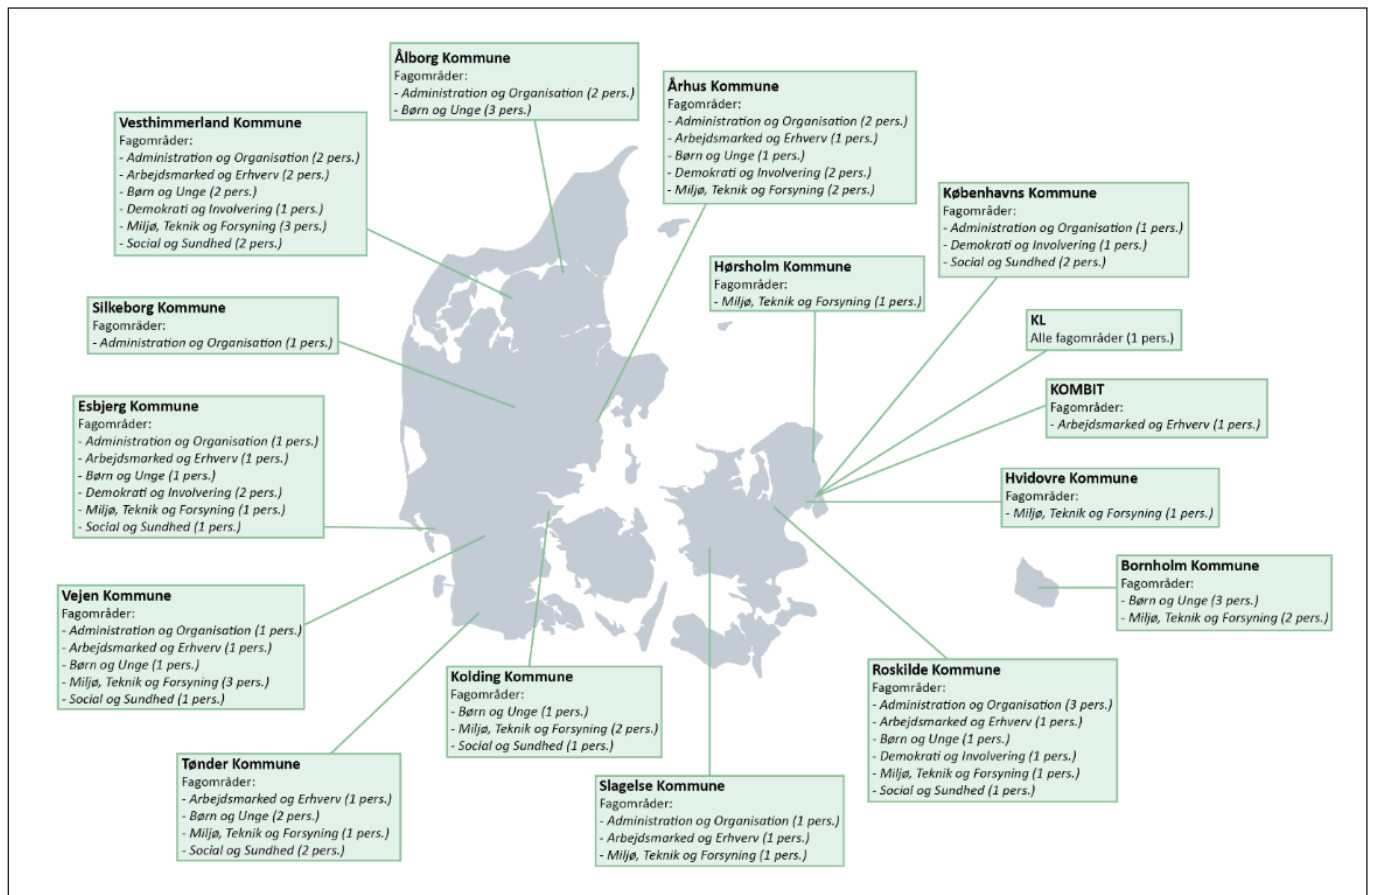 Ålborg Kommune
Fagområder:
- Administration og Organisation (2 pers.)
- Børn og Unge (3 pers.)
Århus Kommune
Fagområder:
- Administration og Organisation (2 pers.)
- Arbejdsmarked og Erhverv (1 pers.)
- Børn og Unge (1 pers.)
- Demokrati og Involvering (2 pers.)
- Miljø, Teknik og Forsyning (2 pers.)
Vesthimmerland Kommune
Fagområder:
- Administration og Organisation (2 pers.)
- Arbejdsmarked og Erhverv (2 pers.)
- Børn og Unge (2 pers.)
- Demokrati og Involvering (1 pers.)
- Miljø, Teknik og Forsyning (3 pers.)
- Social og Sundhed (2 pers.)
Københavns Kommune
Fagområder:
- Administration og Organisation (1 pers.)
- Demokrati og Involvering (1 pers.)
- Social og Sundhed (2 pers.)
Hørsholm Kommune
Fagområder:
- Miljø, Teknik og Forsyning (1 pers.)
Silkeborg Kommune
Fagområder:
- Administration og Organisation (1 pers.)
KL
Alle fagområder (1 pers.)
KOMBIT
Fagområder:
- Arbejdsmarked og Erhverv (1 pers.)
Esbjerg Kommune
Fagområder:
- Administration og Organisation (1 pers.)
- Arbejdsmarked og Erhverv (1 pers.)
- Børn og Unge (1 pers.)
- Demokrati og Involvering (2 pers.)
- Miljø, Teknik og Forsyning (1 pers.)
- Social og Sundhed (1 pers.)
Hvidovre Kommune
Fagområder:
- Miljø, Teknik og Forsyning (1 pers.)
Bornholm Kommune
Fagområder:
- Børn og Unge (3 pers.)
- Miljø, Teknik og Forsyning (2 pers.)
Vejen Kommune
Fagområder:
- Administration og Organisation (1 pers.)
- Arbejdsmarked og Erhverv (1 pers.)
- Børn og Unge (1 pers.)
- Miljø, Teknik og Forsyning (3 pers.)
- Social og Sundhed (1 pers.)
Kolding Kommune
Fagområder:
- Børn og Unge (1 pers.)
- Miljø, Teknik og Forsyning (2 pers.)
- Social og Sundhed (1 pers.)
Roskilde Kommune
Fagområder:
- Administration og Organisation (3 pers.)
- Arbejdsmarked og Erhverv (1 pers.)
- Børn og Unge (1 pers.)
- Demokrati og Involvering (1 pers.)
- Miljø, Teknik og Forsyning (1 pers.)
- Social og Sundhed (1 pers.)
Tønder Kommune
Fagområder:
- Arbejdsmarked og Erhverv (1 pers.)
- Børn og Unge (2 pers.)
- Miljø, Teknik og Forsyning (1 pers.)
- Social og Sundhed (2 pers.)
Slagelse Kommune
Fagområder:
- Administration og Organisation (1 pers.)
- Arbejdsmarked og Erhverv (1 pers.)
- Miljø, Teknik og Forsyning (1 pers.)